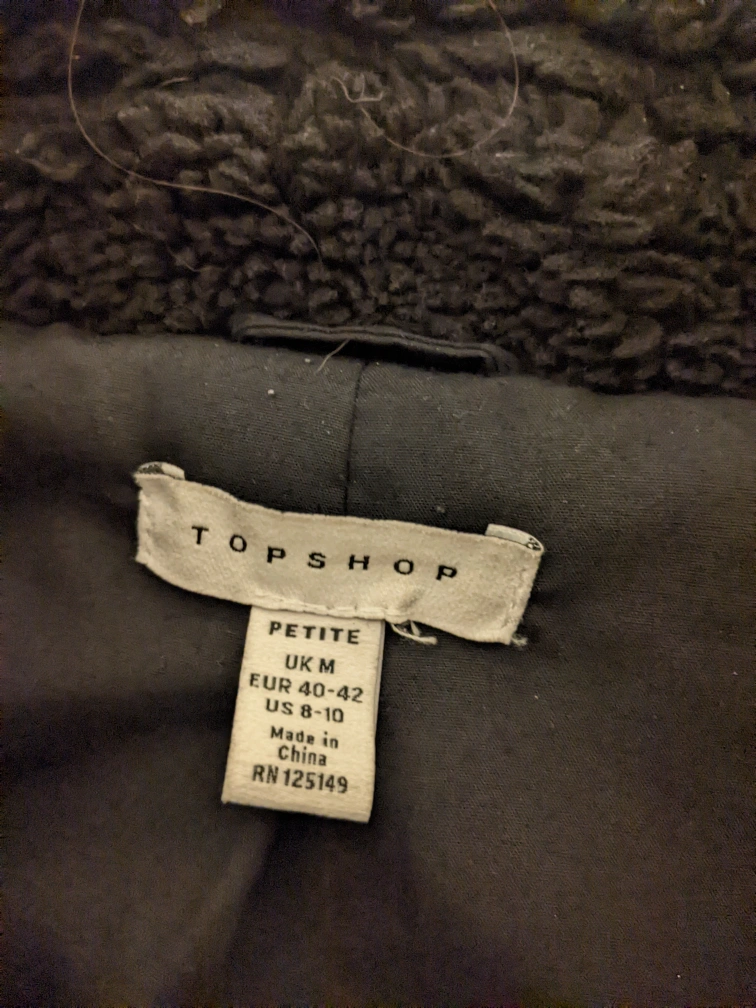 TOPSHOP
PETITE
UK M
EUR 40-42
US 8-10
Made in
China
RN 125149